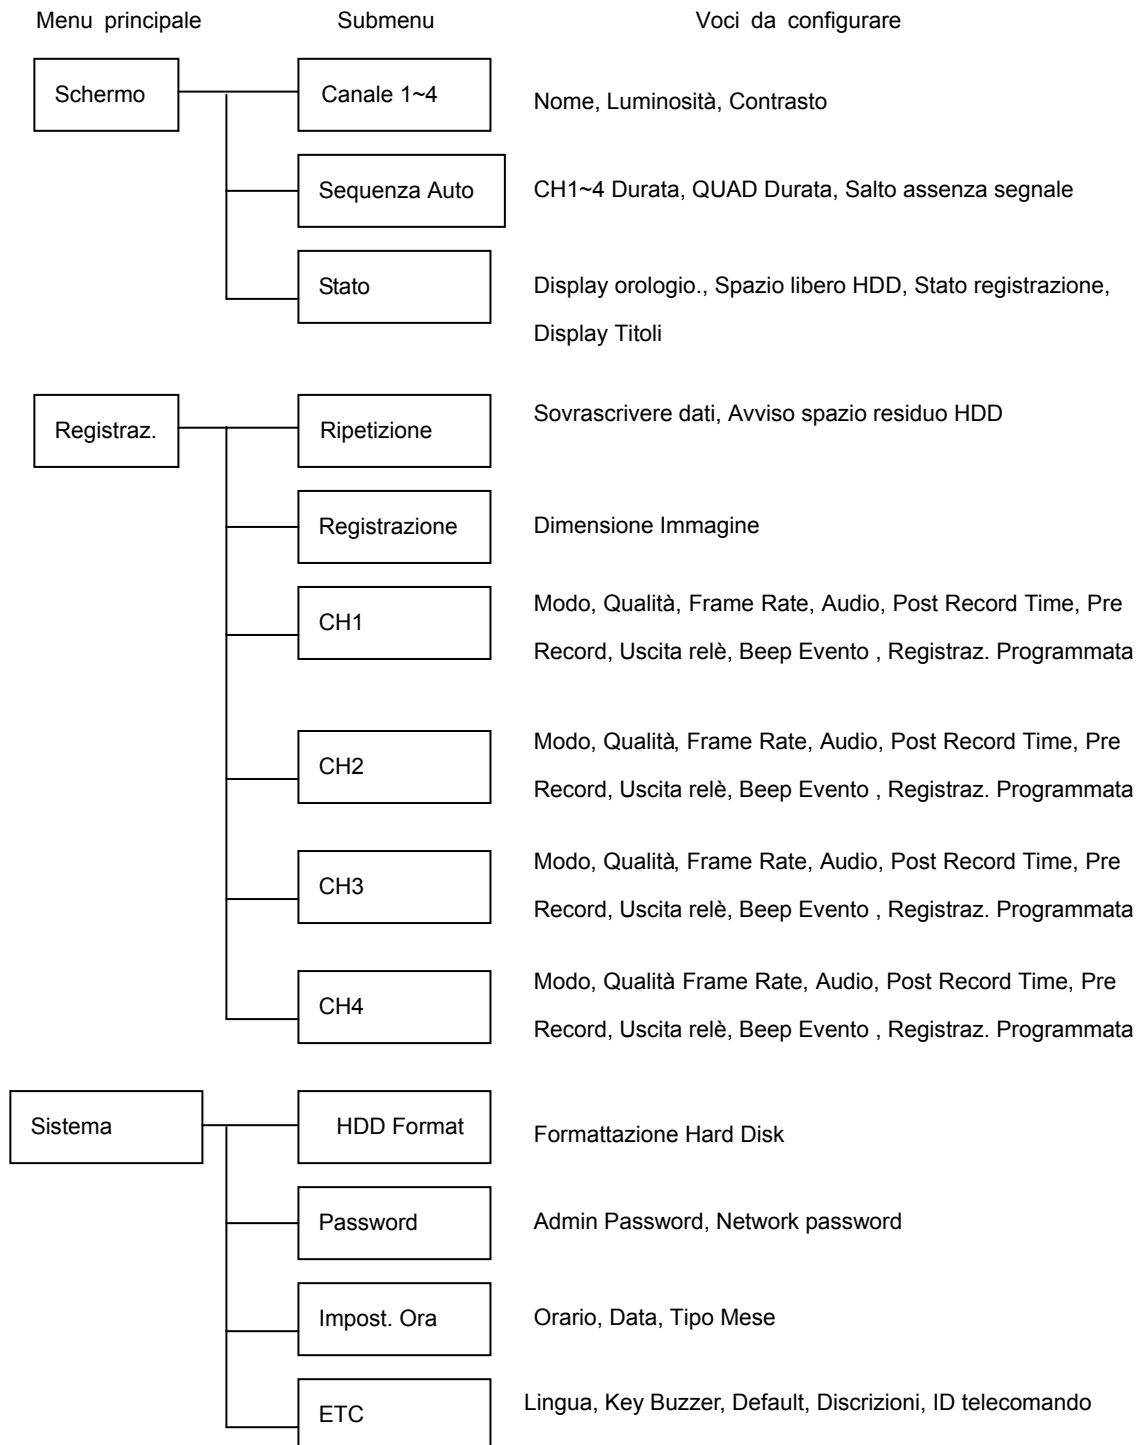 Menu principale Submenu Voci da configurare
Schermo
Canale 1~4
Nome, Luminosità, Contrasto
Sequenza Auto
CH1~4 Durata, QUAD Durata, Salto assenza segnale
Stato
Display orologio., Spazio libero HDD, Stato registrazione,
Display Titoli
Registraz.
Ripetizione
Sovrascrivere dati, Avviso spazio residuo HDD
Registrazione
Dimensione Immagine
CH1
Modo, Qualità, Frame Rate, Audio, Post Record Time, Pre
Record, Uscita relè, Beep Evento , Registraz. Programmata
CH2
Modo, Qualità, Frame Rate, Audio, Post Record Time, Pre
Record, Uscita relè, Beep Evento , Registraz. Programmata
CH3
Modo, Qualità, Frame Rate, Audio, Post Record Time, Pre
Record, Uscita relè, Beep Evento , Registraz. Programmata
CH4
Modo, Qualità Frame Rate, Audio, Post Record Time, Pre
Record, Uscita relè, Beep Evento , Registraz. Programmata
Sistema
HDD Format
Formattazione Hard Disk
Password
Admin Password, Network password
Impost. Ora
Orario, Data, Tipo Mese
ETC
Lingua, Key Buzzer, Default, Discrizioni, ID telecomando